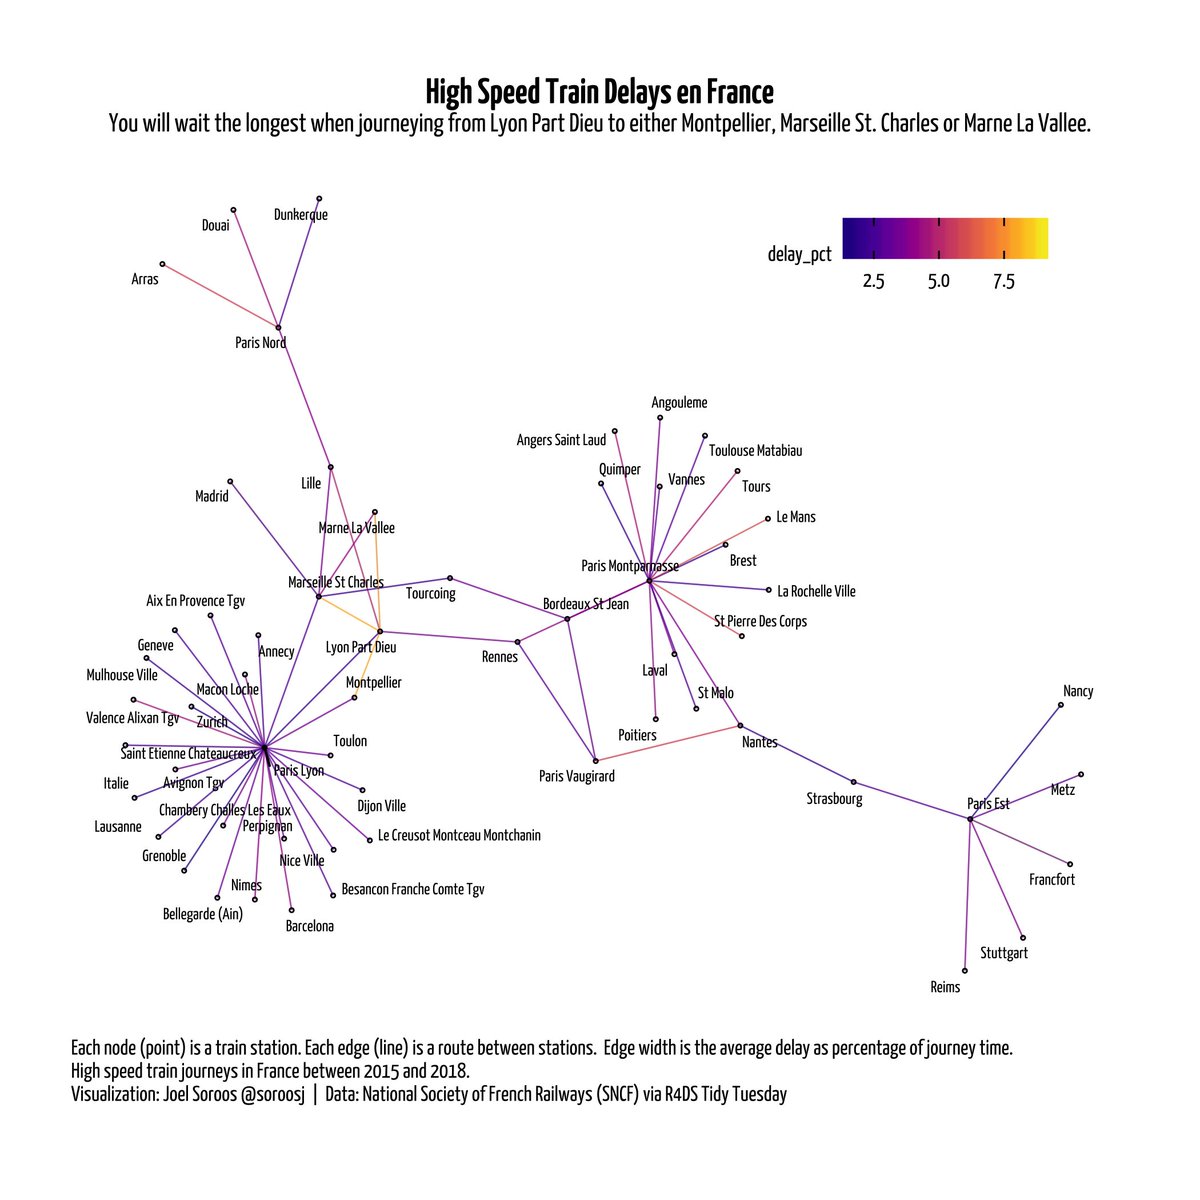 High Speed Train Delays en France
You will wait the longest when journeying from Lyon Part Dieu to either Montpellier, Marseille St. Charles or Marne La Vallee.
delay_pct
2.5 5.0 7.5
Dunkerque
Douai
Arras
Paris Nord
Angouleme
Angers Saint Laud
Toulouse Matabiau
Quimper
Vannes
Lille
Tours
Madrid
Le Mans
Marne La Vallee
Brest
Paris Montparnasse
Marseille St Charles
La Rochelle Ville
Tourcoing
Aix En Provence Tgv
Bordeaux St Jean
St Pierre Des Corps
Geneve
Annecy
Lyon Part Dieu
Rennes
Laval
Mulhouse Ville
Macon Loche
Montpellier
St Malo
Nancy
Valence Alixan Tgv
Zurich
Poitiers
Toulon
Nantes
Saint Etienne Chateaucreux
Paris Lyon
Paris Vaugirard
Italie
Avignon Tgv
Metz
Strasbourg
Dijon Ville
Paris Est
Chambery Challes Les Eaux
Lausanne
Perpignan
Le Creusot Montceau Montchanin
Grenoble
Nice Ville
Francfort
Nimes
Besancon Franche Comte Tgv
Bellegarde (Ain)
Barcelona
Stuttgart
Reims
Each node (point) is a train station. Each edge (line) is a route between stations.  Edge width is the average delay as percentage of journey time.
High speed train journeys in France between 2015 and 2018.
Visualization: Joel Soroos @soroosj  |  Data: National Society of French Railways (SNCF) via R4DS Tidy Tuesday